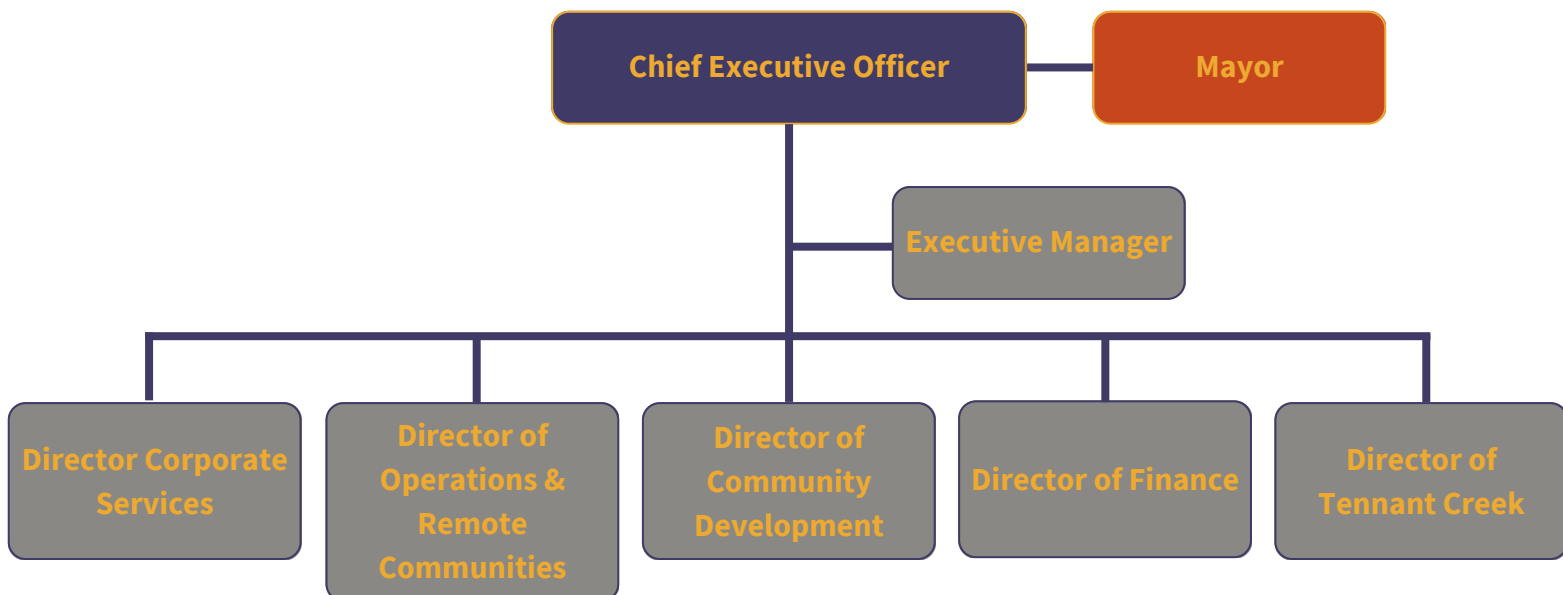 Chief Executive Officer
Mayor
Executive Manager
Director Corporate
Services
Director of
Operations &
Remote
Communities
Director of
Community
Development
Director of Finance
Director of
Tennant Creek